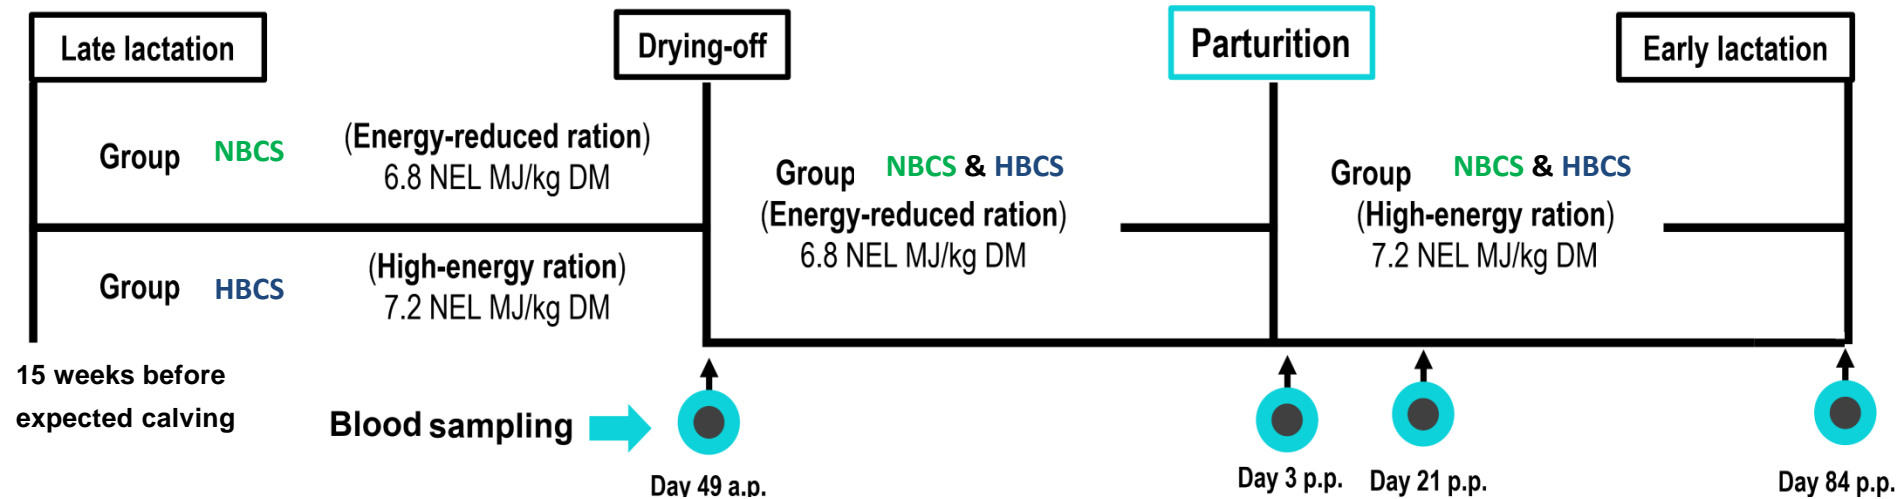 Late lactation
Drying-off
Parturition
Early lactation
Group NBCS
(Energy-reduced ration)
6.8 NEL MJ/kg DM
Group HBCS
(High-energy ration)
7.2 NEL MJ/kg DM
Group NBCS & HBCS
(Energy-reduced ration)
6.8 NEL MJ/kg DM
Group NBCS & HBCS
(High-energy ration)
7.2 NEL MJ/kg DM
15 weeks before
expected calving
Blood sampling
Day 49 a.p.
Day 3 p.p.
Day 21 p.p.
Day 84 p.p.